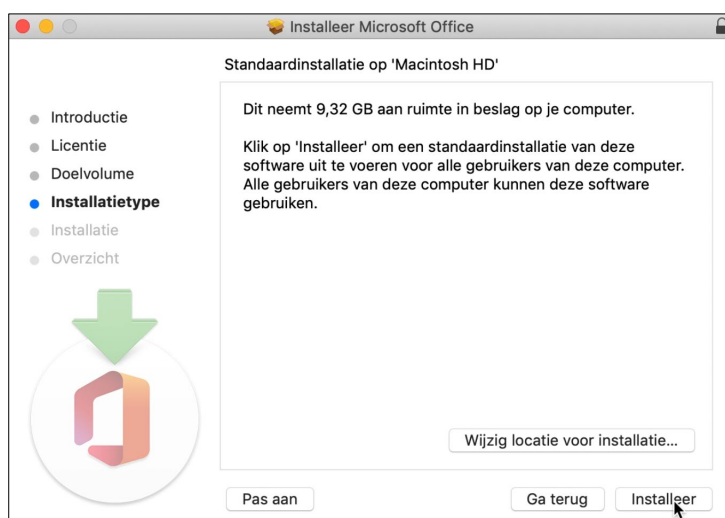 Installeer Microsoft Office
Standaardinstallatie op 'Macintosh HD'
Introductie
Licentie
Doelvolume
Installatietype
Installatie
Overzicht
Dit neemt 9,32 GB aan ruimte in beslag op je computer.
Klik op 'Installeer' om een standaardinstallatie van deze
software uit te voeren voor alle gebruikers van deze computer.
Alle gebruikers van deze computer kunnen deze software
gebruiken.
Wijzig locatie voor installatie...
Pas aan
Ga terug
Installeer